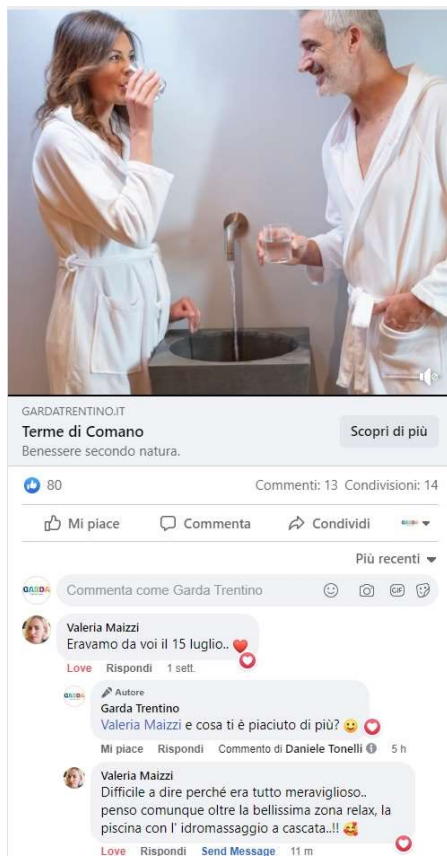 GARDATRENTINO.IT
Terme di Comano
Benessere secondo natura.
Scopri di più
80
Commenti: 13 Condivisioni: 14
Mi piace
Commenta
Condividi
GARDA
Più recenti
GARDA
Commenta come Garda Trentino
GIF
Valeria Maizzi
Eravamo da voi il 15 luglio..
Love Rispondi 1 sett.
GARDA
Autore
Garda Trentino
Valeria Maizzi e cosa ti è piaciuto di più?
Mi piace Rispondi Commento di Daniele Tonelli 5 h
Valeria Maizzi
Difficile a dire perché era tutto meraviglioso..
penso comunque oltre la bellissima zona relax, la
piscina con l' idromassaggio a cascata..!!
Love Rispondi Send Message 11 m